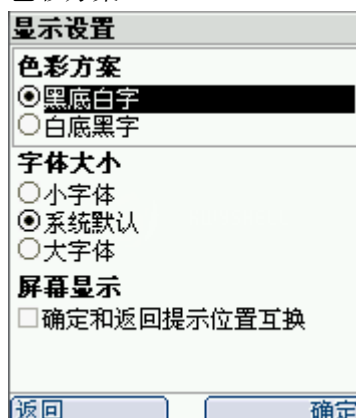 显示设置
色彩方案
黑底白字
白底黑字
字体大小
小字体
系统默认
大字体
屏幕显示
确定和返回提示位置互换
返回 确定